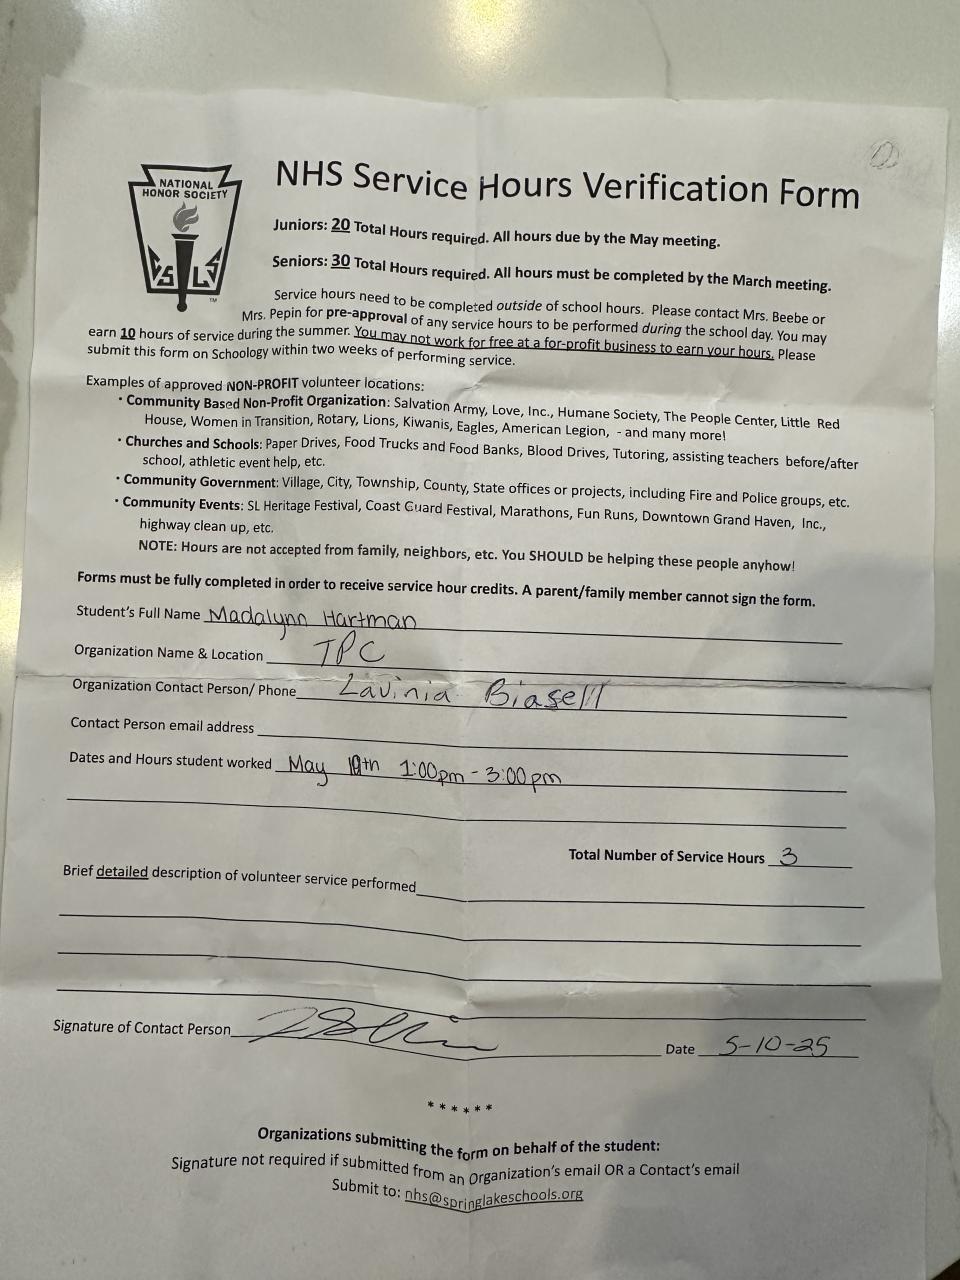 NATIONAL
HONOR SOCIETY
SLS
TM
NHS Service Hours Verification Form
Juniors: 20 Total Hours required. All hours due by the May meeting.
Seniors: 30 Total Hours required. All hours must be completed by the March meeting.
Service hours need to be completed outside of school hours. Please contact Mrs. Beebe or
Mrs. Pepin for pre-approval of any service hours to be performed during the school day. You may
earn 10 hours of service during the summer. You may not work for free at a for-profit business to earn your hours. Please
submit this form on Schoology within two weeks of performing service.
Examples of approved NON-PROFIT volunteer locations:
• Community Based Non-Profit Organization: Salvation Army, Love, Inc., Humane Society, The People Center, Little Red
House, Women in Transition, Rotary, Lions, Kiwanis, Eagles, American Legion, - and many more!
• Churches and Schools: Paper Drives, Food Trucks and Food Banks, Blood Drives, Tutoring, assisting teachers before/after
school, athletic event help, etc.
• Community Government: Village, City, Township, County, State offices or projects, including Fire and Police groups, etc.
• Community Events: SL Heritage Festival, Coast Guard Festival, Marathons, Fun Runs, Downtown Grand Haven, Inc.,
highway clean up, etc.
NOTE: Hours are not accepted from family, neighbors, etc. You SHOULD be helping these people anyhow!
Forms must be fully completed in order to receive service hour credits. A parent/family member cannot sign the form.
Student's Full Name Madalynn Hartman
Organization Name & Location TPC
Organization Contact Person/ Phone Lavinia Biasell
Contact Person email address
Dates and Hours student worked May 10th 1:00pm - 3:00pm
Total Number of Service Hours 3
Brief detailed description of volunteer service performed
Signature of Contact Person
Date 5-10-25
******
Organizations submitting the form on behalf of the student:
Signature not required if submitted from an Organization's email OR a Contact's email
Submit to: nhs@springlakeschools.org